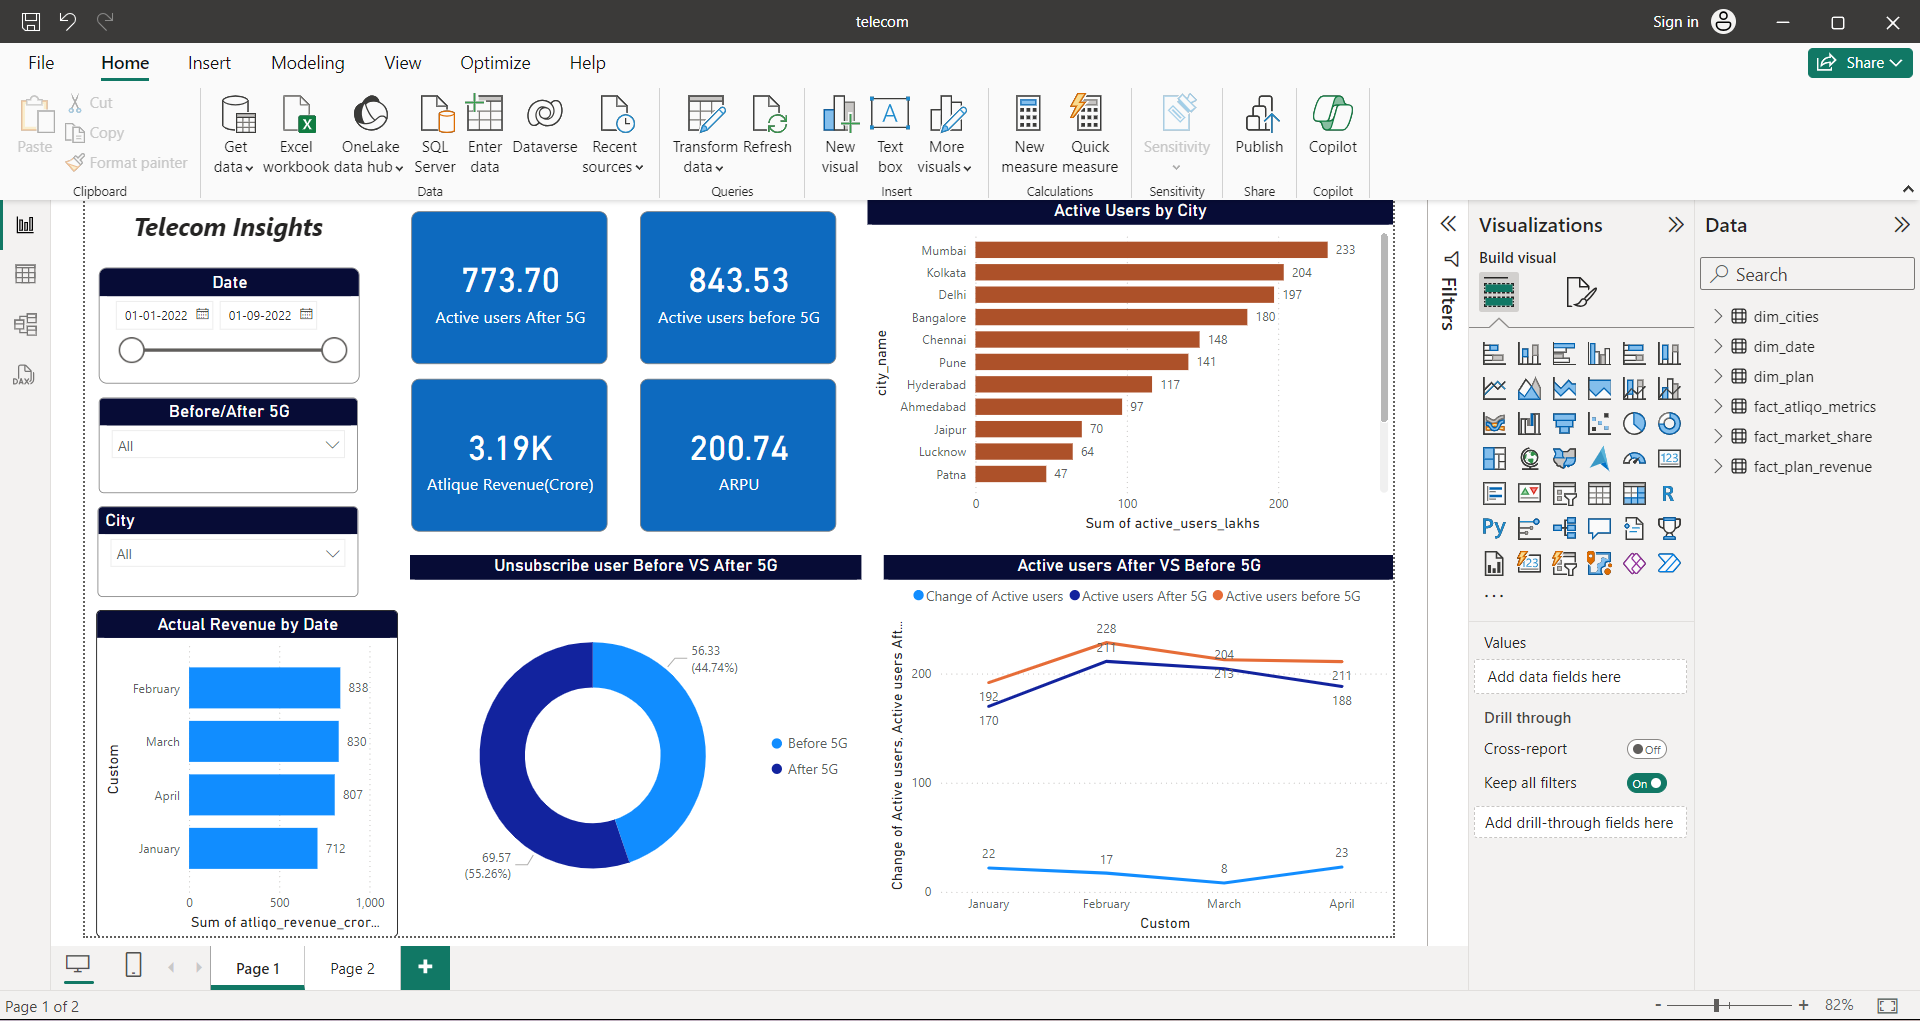 telecom
Sign in
File
Home
Insert
Modeling
View
Optimize
Help
Share
Paste
Cut
Copy
Format painter
Clipboard
Get data
Excel workbook
OneLake data hub
SQL Server
Enter data
Dataverse
Recent sources
Data
Transform data
Refresh
Queries
New visual
Text box
More visuals
Insert
New measure
Quick measure
Calculations
Sensitivity
Sensitivity
Publish
Share
Copilot
Copilot
Telecom Insights
Date
01-01-2022
01-09-2022
Before/After 5G
All
City
All
773.70
Active users After 5G
843.53
Active users before 5G
3.19K
Atlique Revenue(Crore)
200.74
ARPU
Active Users by City
city_name
Mumbai 233
Kolkata 204
Delhi 197
Bangalore 180
Chennai 148
Pune 141
Hyderabad 117
Ahmedabad 97
Jaipur 70
Lucknow 64
Patna 47
0 100 200
Sum of active_users_lakhs
Actual Revenue by Date
Custom
February 838
March 830
April 807
January 712
0 500 1,000
Sum of atliqo_revenue_cror...
Unsubscribe user Before VS After 5G
56.33
(44.74%)
69.57
(55.26%)
Before 5G
After 5G
Active users After VS Before 5G
Change of Active users Active users After 5G Active users before 5G
Change of Active users, Active users Aft...
200
100
0
192 228 204 211
170 211 213 188
22 17 8 23
January February March April
Custom
Filters
Visualizations
Build visual
123
R
Py
123
...
Values
Add data fields here
Drill through
Cross-report
Off
Keep all filters
On
Add drill-through fields here
Data
Search
dim_cities
dim_date
dim_plan
fact_atliqo_metrics
fact_market_share
fact_plan_revenue
DAX
Page 1
Page 2
+
Page 1 of 2
- + 82%